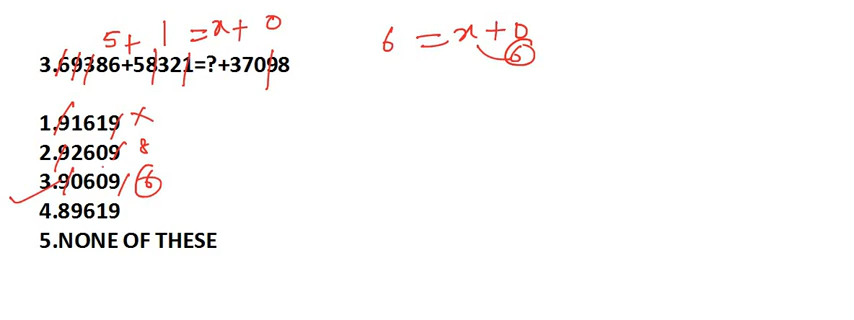 5 + 1 = x + 0
6 = x + 0
6
3.69386+58321=?+37098
1.91619 x
2.92609 8
3.90609 6
4.89619
5.NONE OF THESE